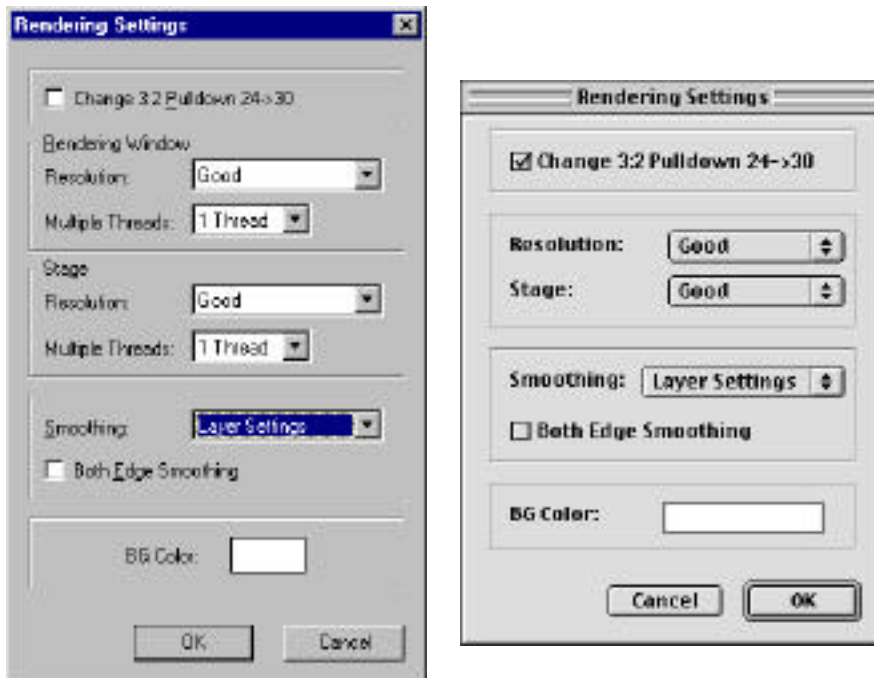 Rendering Settings
Change 3:2 Pulldown 24->30
Rendering Window
Resolution: Good
Multiple Threads: 1 Thread
Stage
Resolution: Good
Multiple Threads: 1 Thread
Smoothing: Layer Settings
Both Edge Smoothing
BG Color:
OK Cancel
Rendering Settings
Change 3:2 Pulldown 24->30
Resolution: Good
Stage: Good
Smoothing: Layer Settings
Both Edge Smoothing
BG Color:
Cancel OK